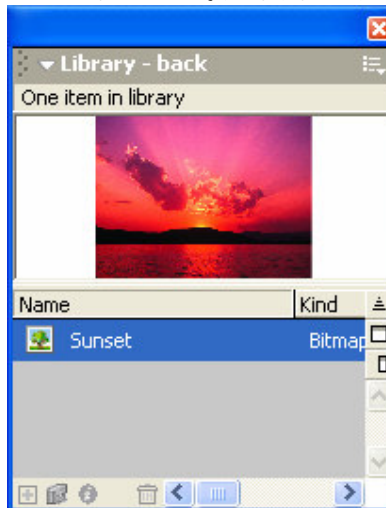 Library - back
One item in library
Name Kind
Sunset Bitmap